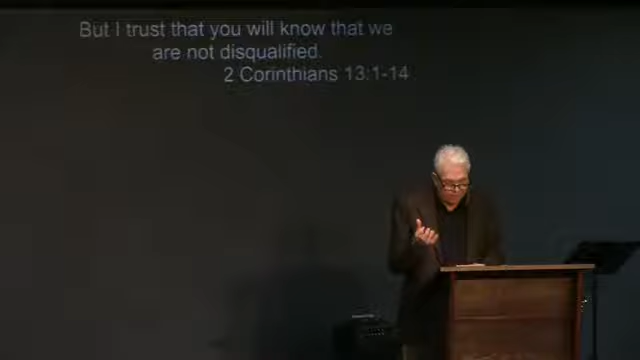 But I trust that you will know that we
are not disqualified.
2 Corinthians 13:1-14